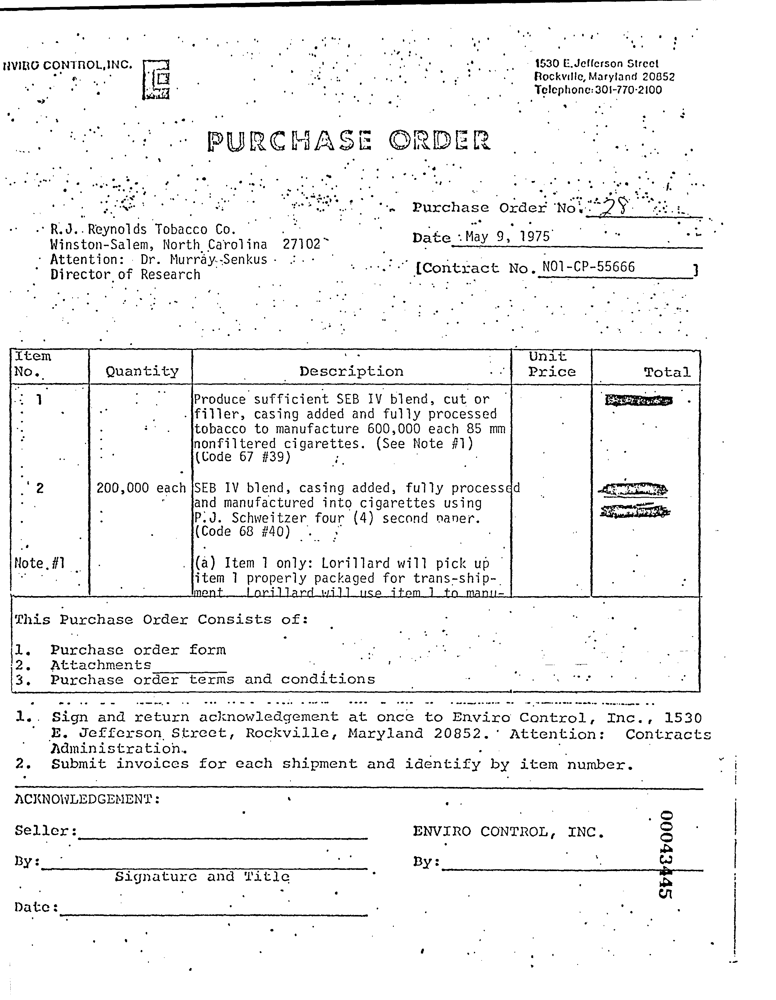 NVIRO CONTROL, INC.
1530 E. Jefferson Street
Rockville, Maryland 20852
Telephone: 301-770-2100
PURCHASE ORDER
Purchase Order No. 28
R.J. Reynolds Tobacco Co.
Winston-Salem, North Carolina 27102
Attention: Dr. Murray Senkus
Director of Research
Date May 9, 1975
[Contract No. N01-CP-55666 ]
Item No. Quantity Description Unit Price Total
1 Produce sufficient SEB IV blend, cut or
filler, casing added and fully processed
tobacco to manufacture 600,000 each 85 mm
nonfiltered cigarettes. (See Note #1)
(Code 67 #39)
2 200,000 each SEB IV blend, casing added, fully processed
and manufactured into cigarettes using
P.J. Schweitzer four (4) second paner.
(Code 68 #40)
Note #1 (a) Item 1 only: Lorillard will pick up
item 1 properly packaged for trans-ship-
ment Lorillard will use item 1 to manu-
This Purchase Order Consists of:
1. Purchase order form
2. Attachments
3. Purchase order terms and conditions
1. Sign and return acknowledgement at once to Enviro Control, Inc., 1530
E. Jefferson Street, Rockville, Maryland 20852. Attention: Contracts
Administration.
2. Submit invoices for each shipment and identify by item number.
ACKNOWLEDGEMENT:
Seller:
ENVIRO CONTROL, INC.
By:
By:
Signature and Title
Date:
00043445